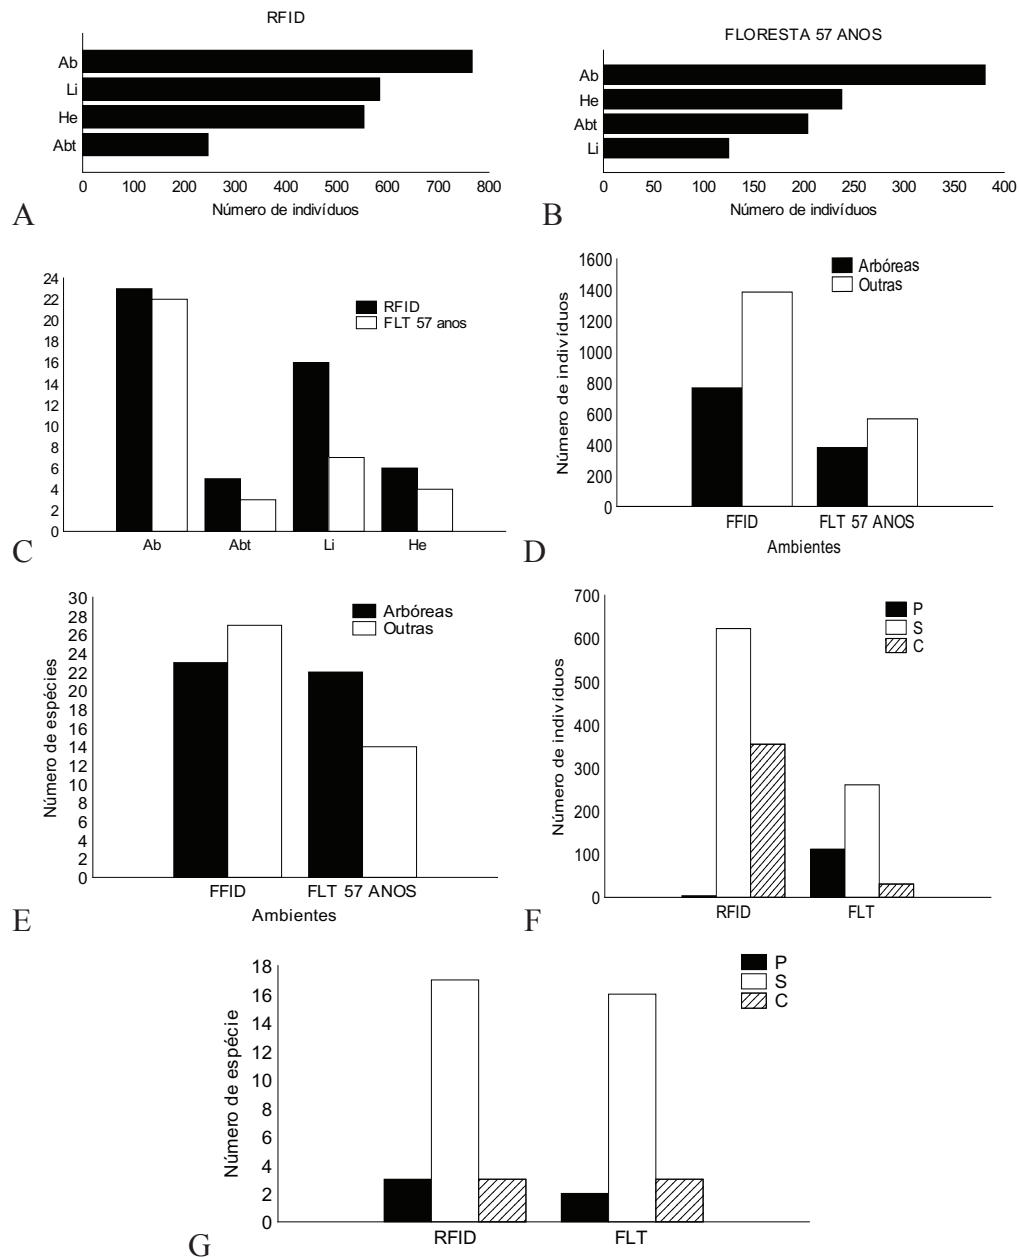 RFID
Ab
Li
He
Abt
0 100 200 300 400 500 600 700 800
Número de indivíduos
A
FLORESTA 57 ANOS
Ab
He
Abt
Li
0 50 100 150 200 250 300 350 400
Número de indivíduos
B
24
22
20
18
16
14
12
10
8
6
4
2
0
RFID
FLT 57 anos
Ab Abt Li He
C
Número de indivíduos
1600
1400
1200
1000
800
600
400
200
0
Arbóreas
Outras
FFID FLT 57 ANOS
Ambientes
D
Número de espécies
30
28
26
24
22
20
18
16
14
12
10
8
6
4
2
0
Arbóreas
Outras
FFID FLT 57 ANOS
Ambientes
E
Número de indivíduos
700
600
500
400
300
200
100
0
P
S
C
RFID FLT
F
Número de espécie
18
16
14
12
10
8
6
4
2
0
P
S
C
RFID FLT
G